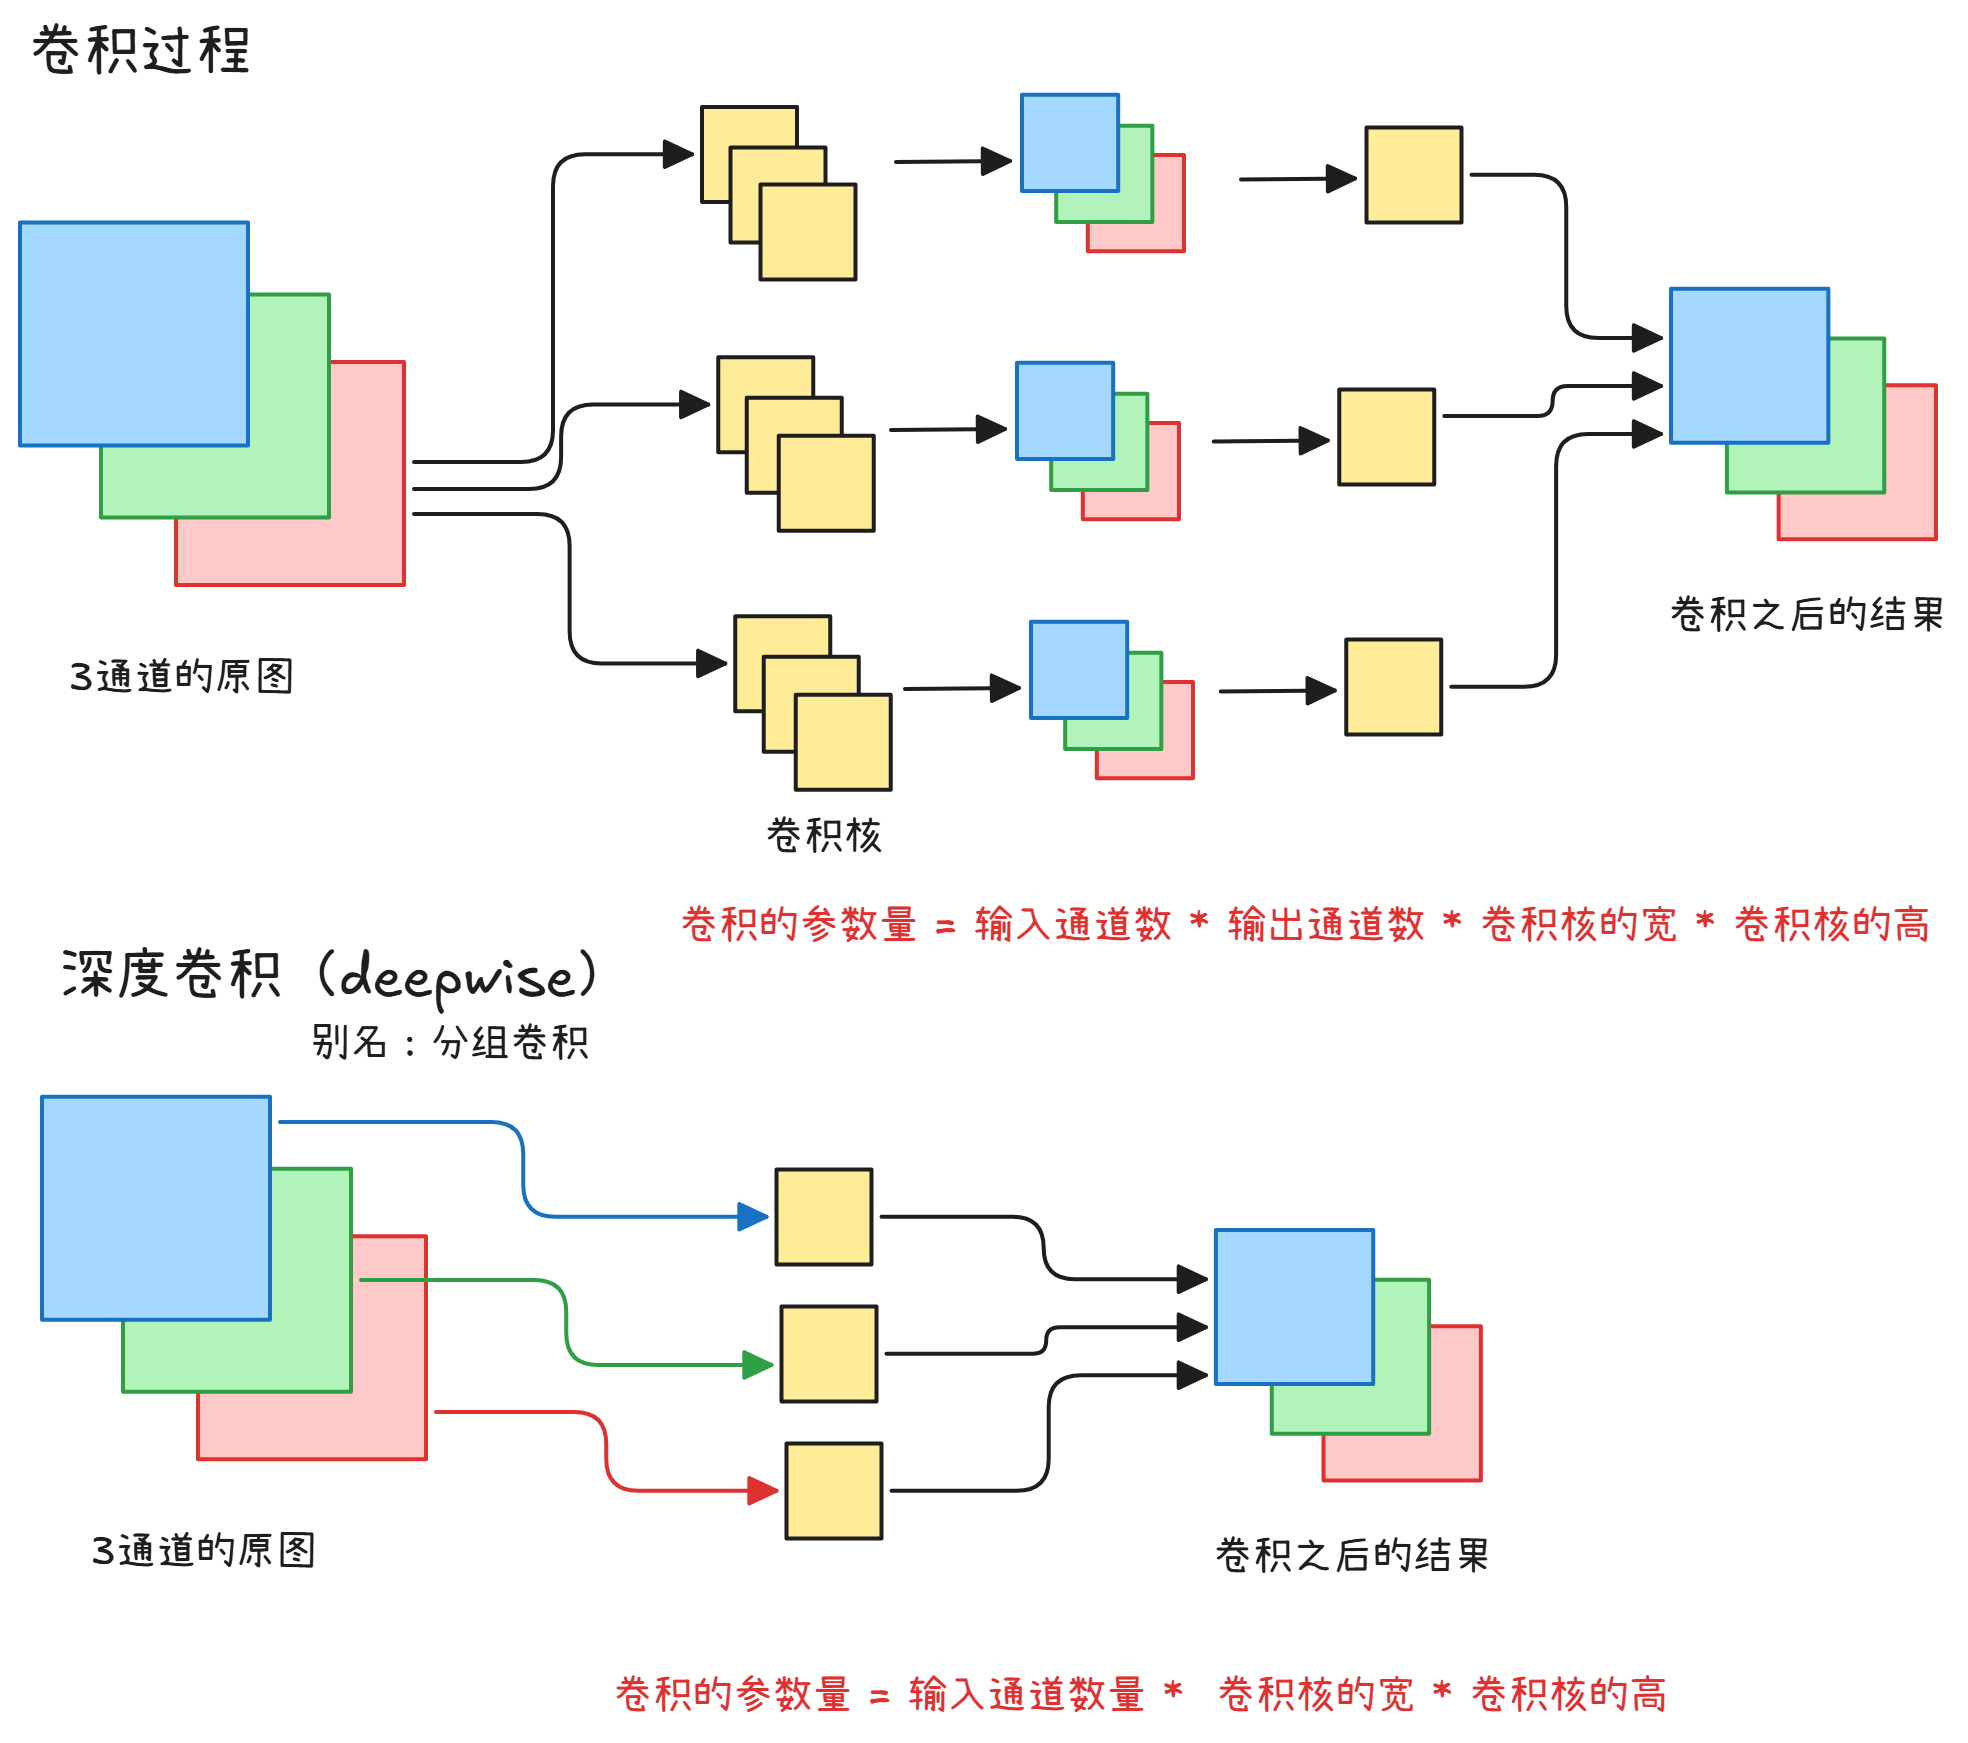 卷积过程
3通道的原图
卷积之后的结果
卷积核
卷积的参数量 = 输入通道数 * 输出通道数 * 卷积核的宽 * 卷积核的高
深度卷积（deepwise）
别名：分组卷积
3通道的原图
卷积之后的结果
卷积的参数量 = 输入通道数量 * 卷积核的宽 * 卷积核的高